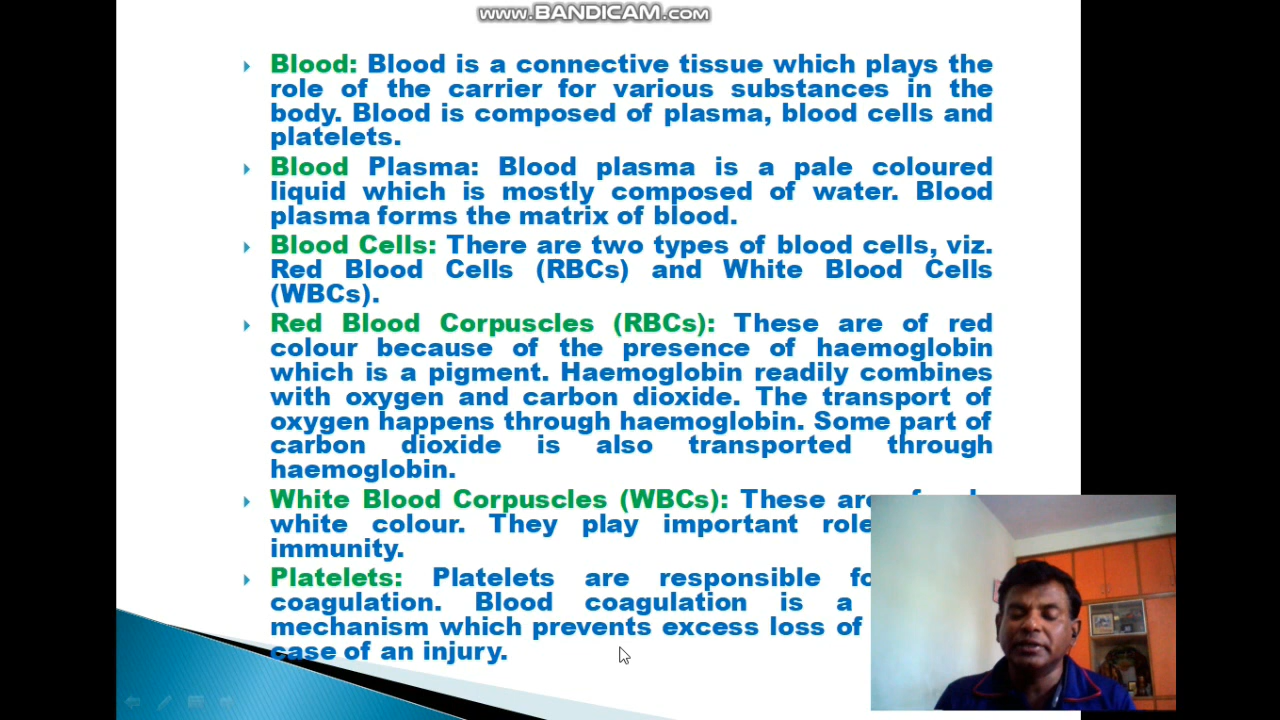 www.BANDICAM.com
Blood: Blood is a connective tissue which plays the
role of the carrier for various substances in the
body. Blood is composed of plasma, blood cells and
platelets.
Blood Plasma: Blood plasma is a pale coloured
liquid which is mostly composed of water. Blood
plasma forms the matrix of blood.
Blood Cells: There are two types of blood cells, viz.
Red Blood Cells (RBCs) and White Blood Cells
(WBCs).
Red Blood Corpuscles (RBCs): These are of red
colour because of the presence of haemoglobin
which is a pigment. Haemoglobin readily combines
with oxygen and carbon dioxide. The transport of
oxygen happens through haemoglobin. Some part of
carbon dioxide is also transported through
haemoglobin.
White Blood Corpuscles (WBCs): These are
white colour. They play important role
immunity.
Platelets: Platelets are responsible
coagulation. Blood coagulation is a
mechanism which prevents excess loss of
case of an injury.